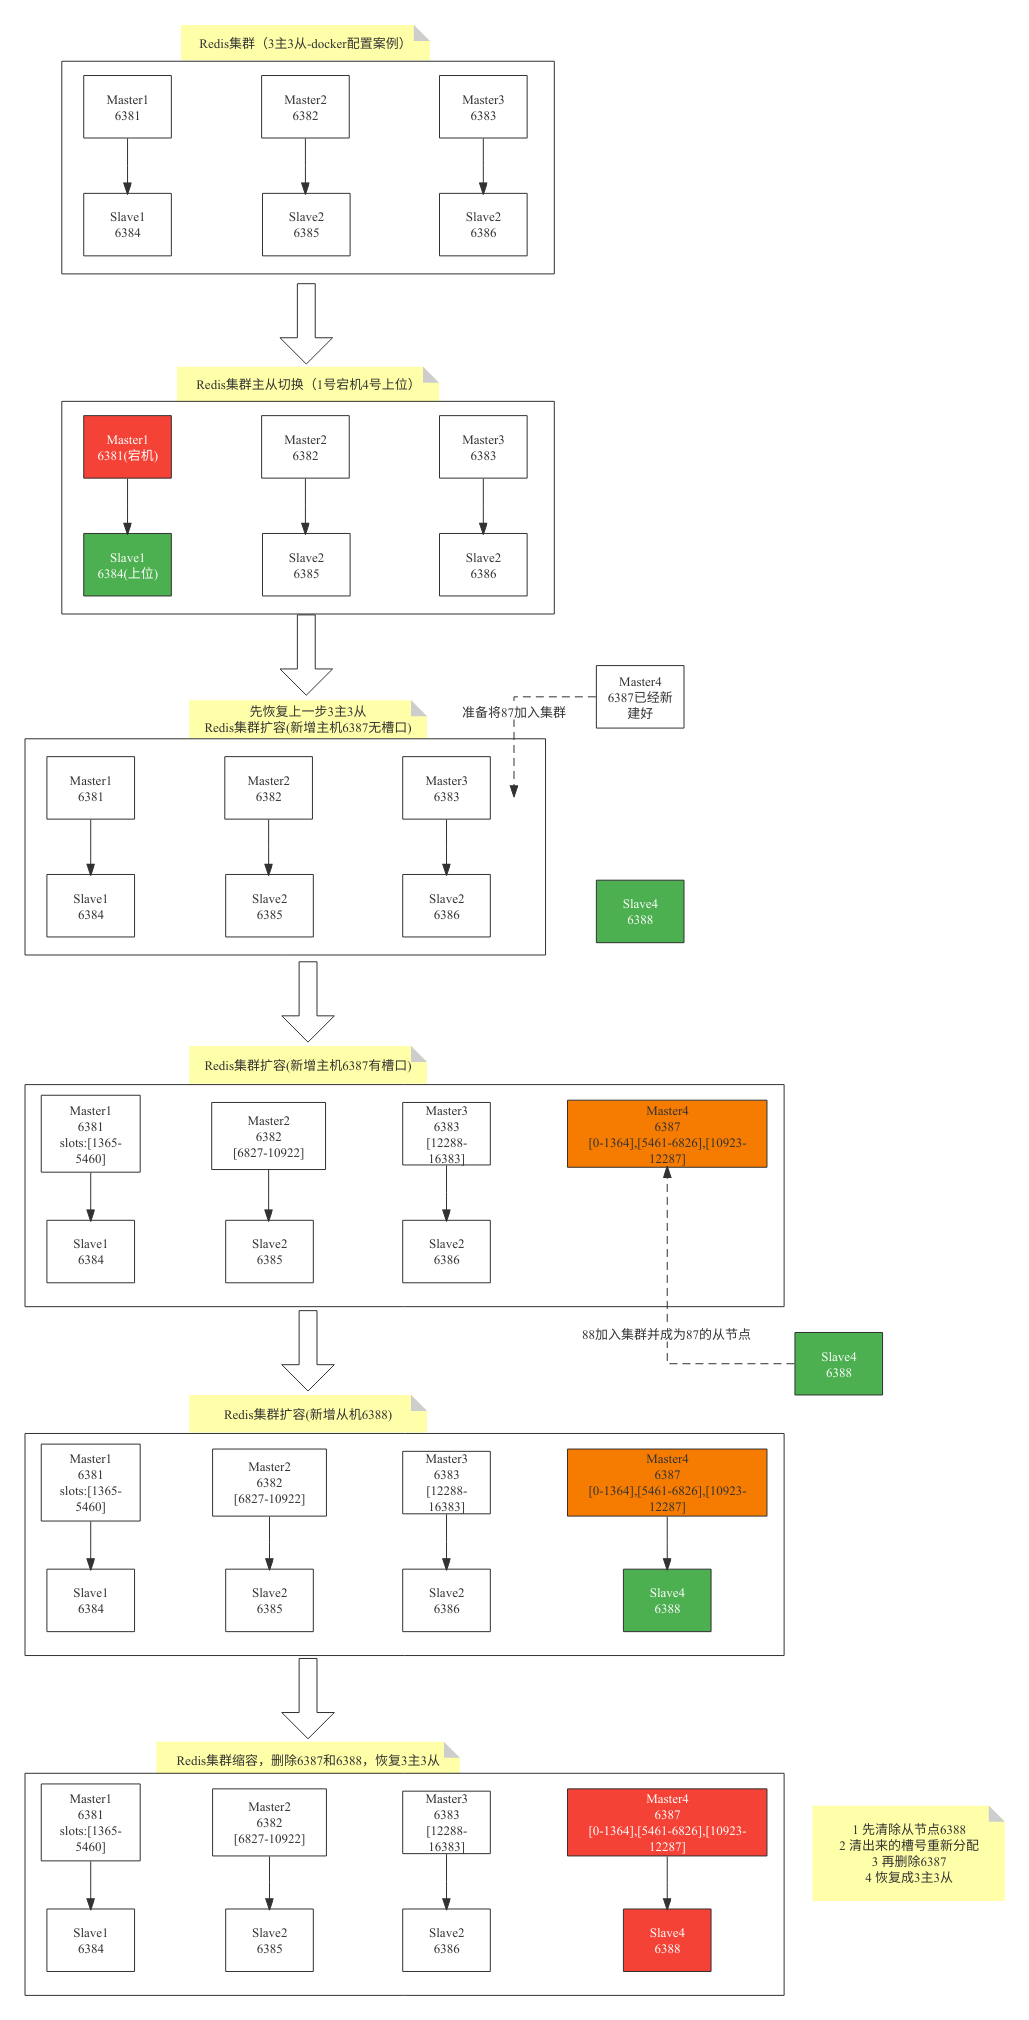 Redis集群（3主3从-docker配置案例）
Master1
6381
Master2
6382
Master3
6383
Slave1
6384
Slave2
6385
Slave2
6386
Redis集群主从切换（1号宕机4号上位）
Master1
6381(宕机)
Master2
6382
Master3
6383
Slave1
6384(上位)
Slave2
6385
Slave2
6386
Master4
6387已经新
建好
准备将87加入集群
先恢复上一步3主3从
Redis集群扩容(新增主机6387无槽口)
Master1
6381
Master2
6382
Master3
6383
Slave1
6384
Slave2
6385
Slave2
6386
Slave4
6388
Redis集群扩容(新增主机6387有槽口)
Master1
6381
slots:[1365-
5460]
Master2
6382
[6827-10922]
Master3
6383
[12288-
16383]
Master4
6387
[0-1364],[5461-6826],[10923-
12287]
Slave1
6384
Slave2
6385
Slave2
6386
88加入集群并成为87的从节点
Slave4
6388
Redis集群扩容(新增从机6388)
Master1
6381
slots:[1365-
5460]
Master2
6382
[6827-10922]
Master3
6383
[12288-
16383]
Master4
6387
[0-1364],[5461-6826],[10923-
12287]
Slave1
6384
Slave2
6385
Slave2
6386
Slave4
6388
Redis集群缩容，删除6387和6388，恢复3主3从
Master1
6381
slots:[1365-
5460]
Master2
6382
[6827-10922]
Master3
6383
[12288-
16383]
Master4
6387
[0-1364],[5461-6826],[10923-
12287]
Slave1
6384
Slave2
6385
Slave2
6386
Slave4
6388
1 先清除从节点6388
2 清出来的槽号重新分配
3 再删除6387
4 恢复成3主3从